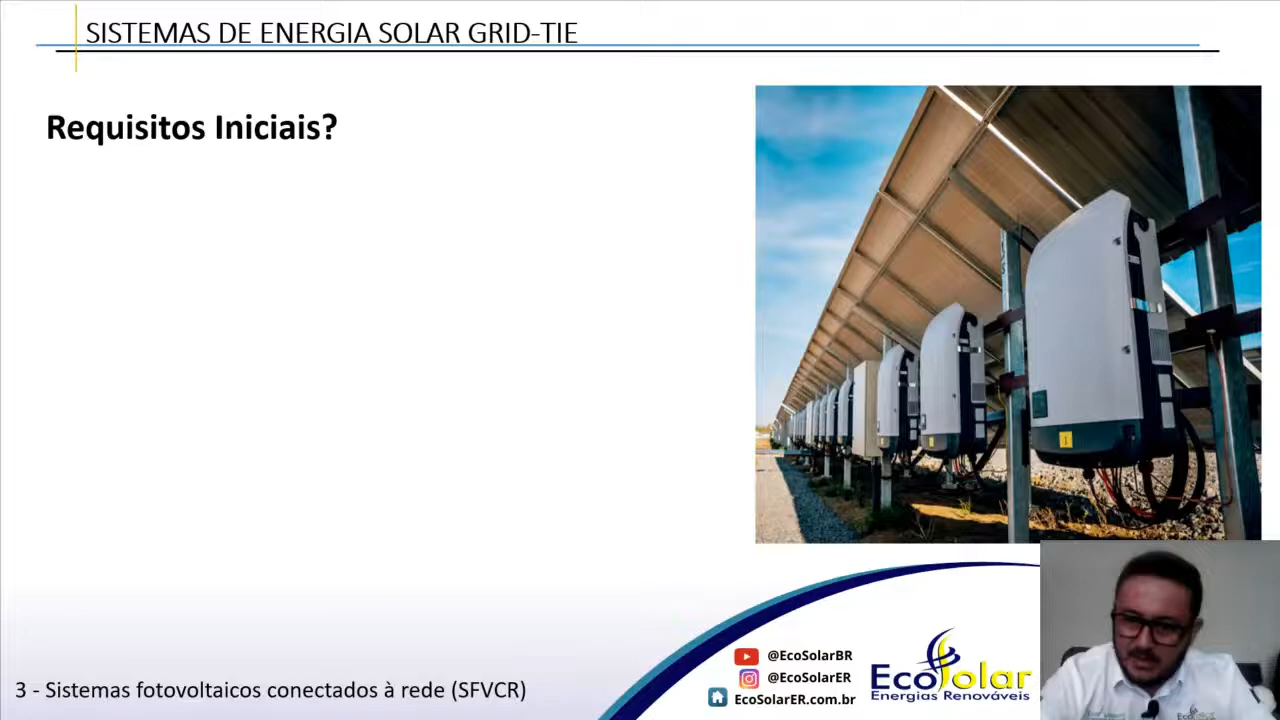 SISTEMAS DE ENERGIA SOLAR GRID-TIE
Requisitos Iniciais?
3 - Sistemas fotovoltaicos conectados à rede (SFVCR)
@EcoSolarBR
@EcoSolarER
EcoSolarER.com.br
EcoSolar
Energias Renováveis